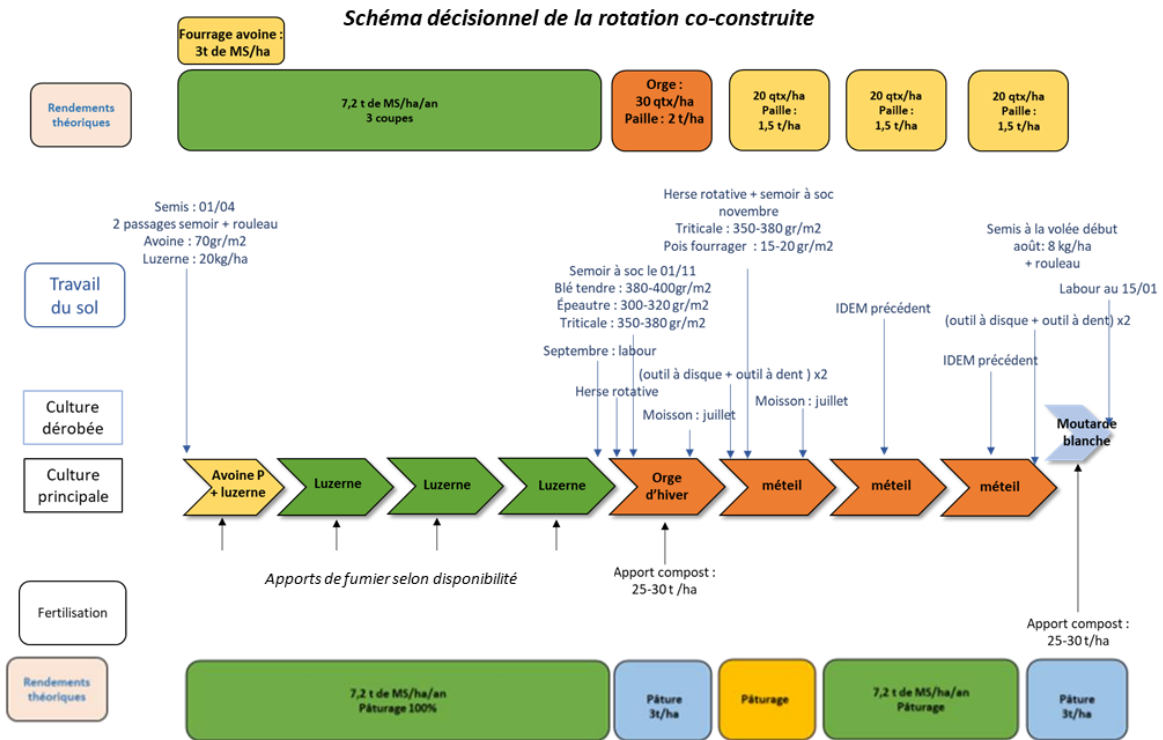 Schéma décisionnel de la rotation co-construite
Fourrage avoine :
3t de MS/ha
Rendements
théoriques
7,2 t de MS/ha/an
3 coupes
Orge :
30 qtx/ha
Paille : 2 t/ha
20 qtx/ha
Paille :
1,5 t/ha
20 qtx/ha
Paille :
1,5 t/ha
20 qtx/ha
Paille :
1,5 t/ha
Travail
du sol
Semis : 01/04
2 passages semoir + rouleau
Avoine : 70gr/m2
Luzerne : 20kg/ha
Semoir à soc le 01/11
Blé tendre : 380-400gr/m2
Épeautre : 300-320 gr/m2
Triticale : 350-380 gr/m2
Septembre : labour
Herse rotative
Herse rotative + semoir à soc
novembre
Triticale : 350-380 gr/m2
Pois fourrager : 15-20 gr/m2
(outil à disque + outil à dent ) x2
Moisson : juillet
Moisson : juillet
IDEM précédent
IDEM précédent
Semis à la volée début
août: 8 kg/ha
+ rouleau
Labour au 15/01
(outil à disque + outil à dent) x2
Culture
dérobée
Moutarde
blanche
Culture
principale
Avoine P
+ luzerne
Luzerne
Luzerne
Luzerne
Orge
d'hiver
méteil
méteil
méteil
Fertilisation
Apports de fumier selon disponibilité
Apport compost :
25-30 t /ha
Apport compost :
25-30 t/ha
Rendements
théoriques
7,2 t de MS/ha/an
Pâturage 100%
Pâture
3t/ha
Pâturage
7,2 t de MS/ha/an
Pâturage
Pâture
3t/ha